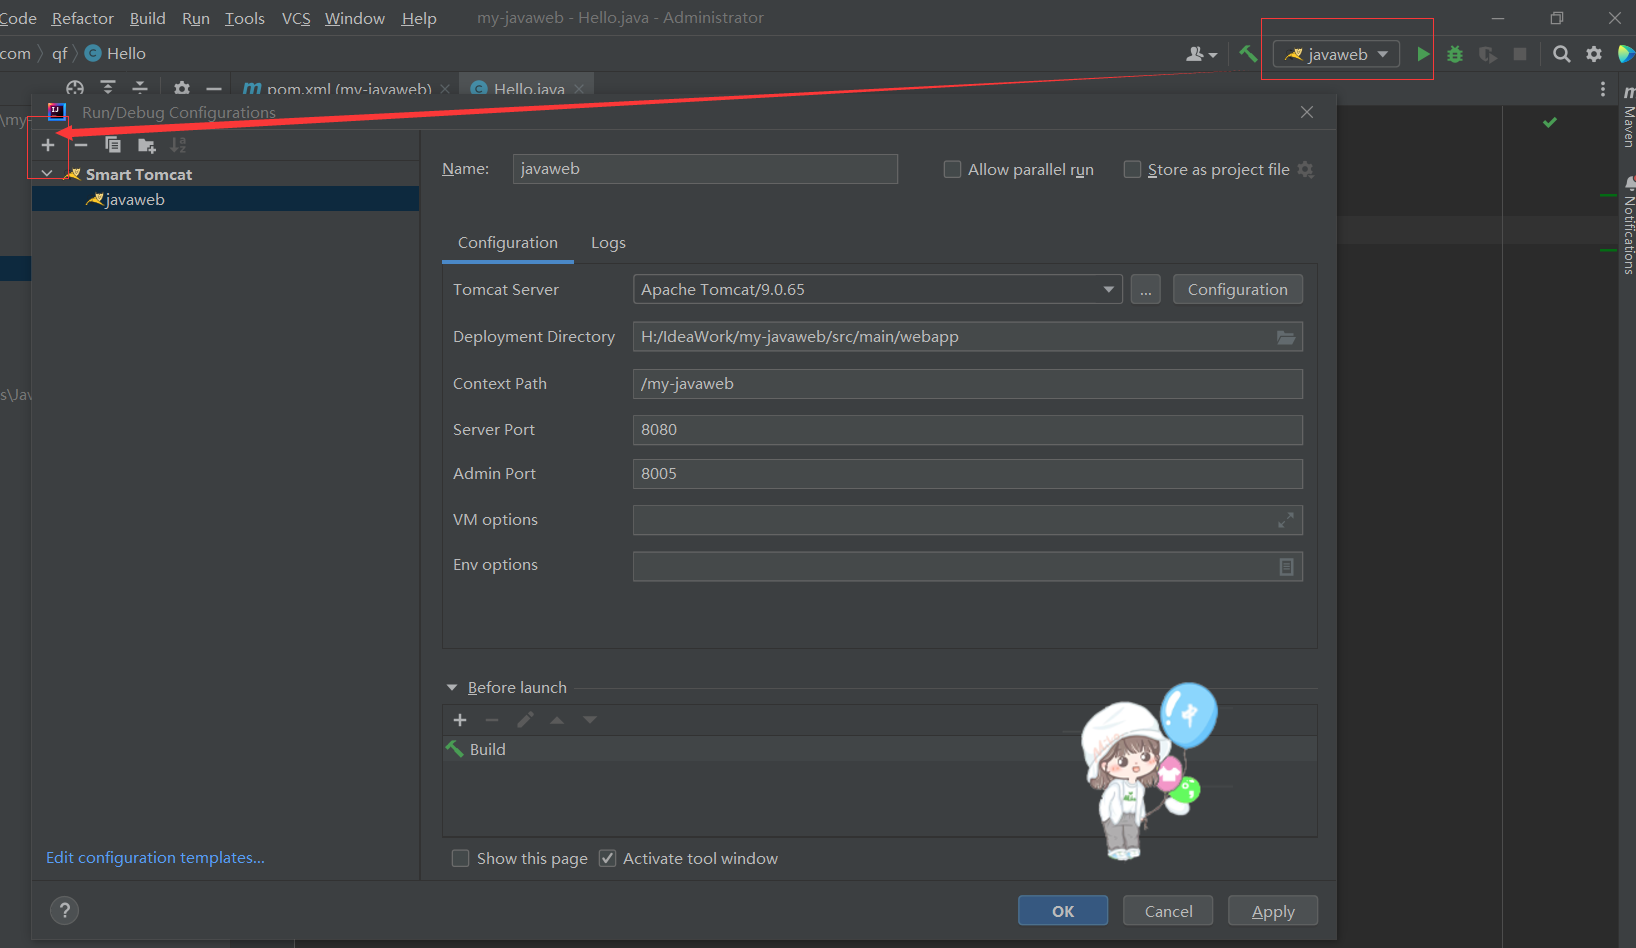 Code Refactor Build Run Tools VCS Window Help my-javaweb - Hello.java - Administrator
com qf Hello javaweb
pom.xml (my-javaweb) Hello.java
\my-
Run/Debug Configurations
Smart Tomcat
javaweb
s\Jav
Edit configuration templates...
Name: javaweb Allow parallel run Store as project file
Configuration Logs
Tomcat Server Apache Tomcat/9.0.65 ... Configuration
Deployment Directory H:/IdeaWork/my-javaweb/src/main/webapp
Context Path /my-javaweb
Server Port 8080
Admin Port 8005
VM options
Env options
Before launch
Build
Show this page Activate tool window
? OK Cancel Apply
Maven
Notifications